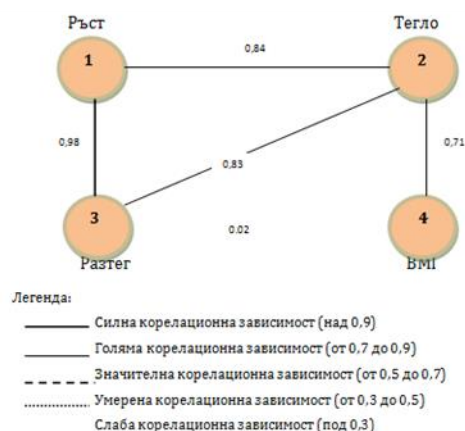 Ръст
Тегло
1
0,84
2
0,98
0,83
0,71
3
0.02
4
Разтег
BMI
Легенда:
Силна корелационна зависимост (над 0,9)
Голяма корелационна зависимост (от 0,7 до 0,9)
Значителна корелационна зависимост (от 0,5 до 0,7)
Умерена корелационна зависимост (от 0,3 до 0,5)
Слаба корелационна зависимост (под 0,3)